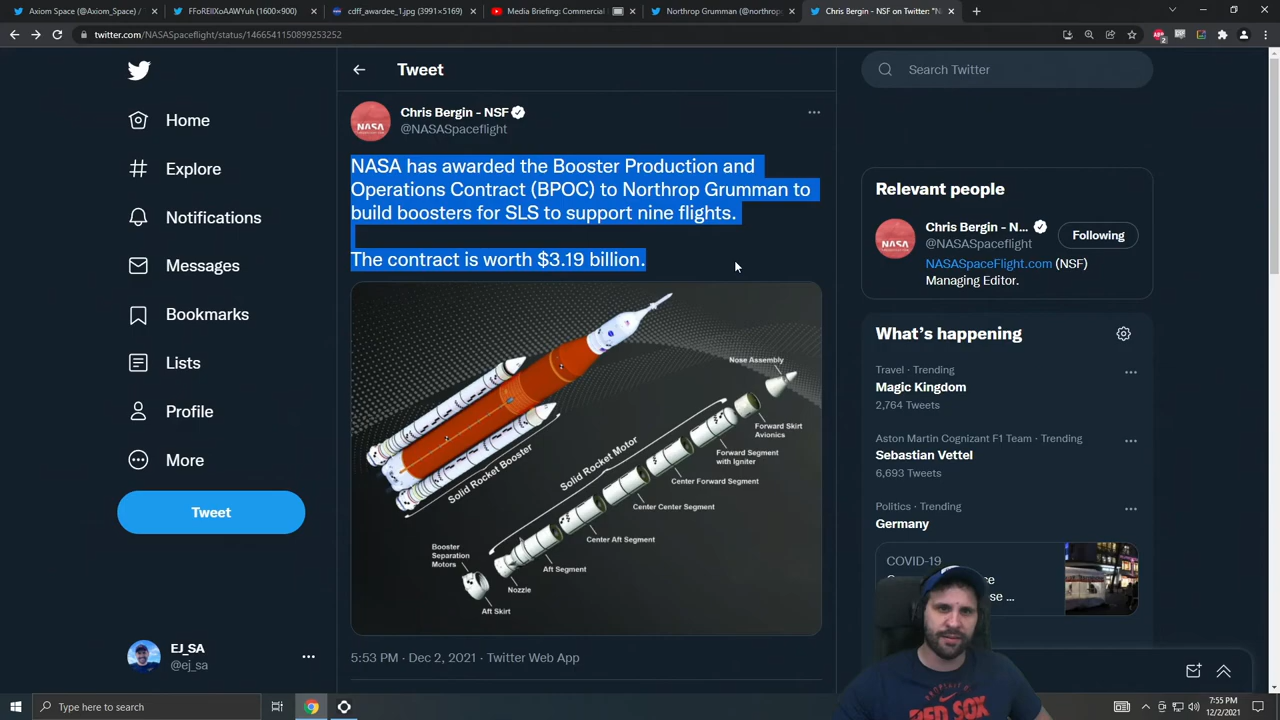 Axiom Space (@Axiom_Space) /
FFoREIIXoAAWYuh (1600×900)
cdff_awardee_1.jpg (3991×5169)
Media Briefing: Commercial
Northrop Grumman (@northrop
Chris Bergin - NSF on Twitter: "N
twitter.com/NASASpaceflight/status/1466541150899253252
Home
Explore
Notifications
Messages
Bookmarks
Lists
Profile
More
Tweet
EJ_SA
@ej_sa
Tweet
Chris Bergin - NSF
@NASASpaceflight
NASA has awarded the Booster Production and
Operations Contract (BPOC) to Northrop Grumman to
build boosters for SLS to support nine flights.
The contract is worth $3.19 billion.
Solid Rocket Booster
Solid Rocket Motor
Nose Assembly
Forward Skirt
Avionics
Forward Segment
with Igniter
Center Forward Segment
Center Center Segment
Center Aft Segment
Aft Segment
Nozzle
Booster
Separation
Motors
Aft Skirt
5:53 PM · Dec 2, 2021 · Twitter Web App
Search Twitter
Relevant people
Chris Bergin - N...
@NASASpaceflight
Following
NASASpaceFlight.com (NSF)
Managing Editor.
What's happening
Travel · Trending
Magic Kingdom
2,764 Tweets
Aston Martin Cognizant F1 Team · Trending
Sebastian Vettel
6,693 Tweets
Politics · Trending
Germany
COVID-19
RED SOX
Type here to search
7:55 PM
12/2/2021